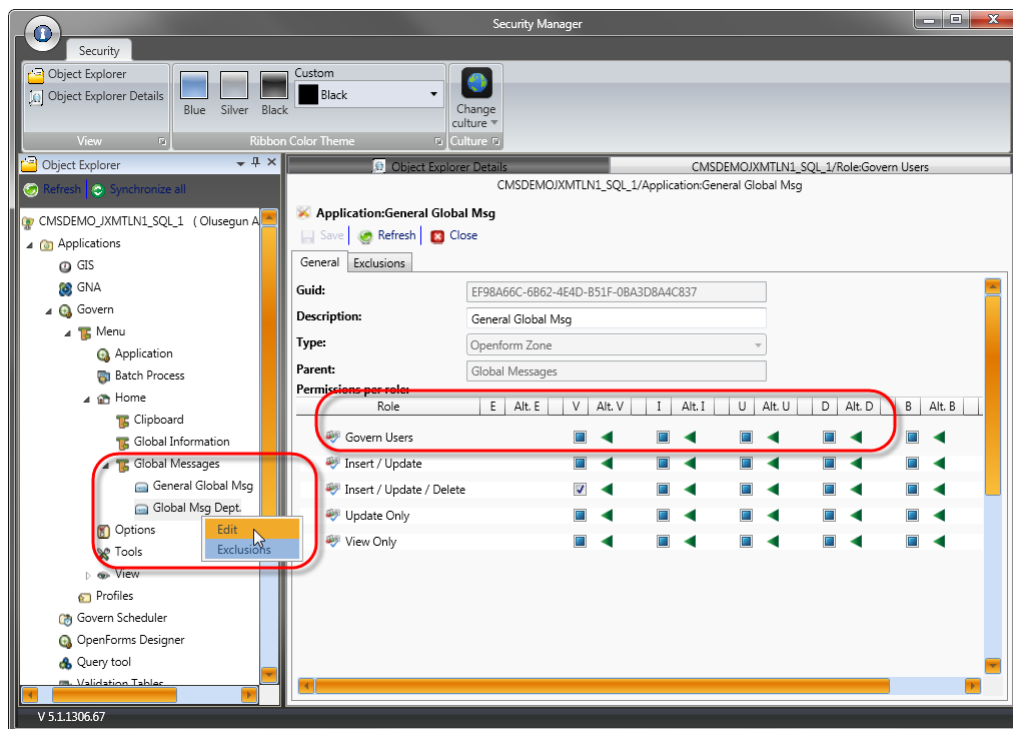 Security Manager
Security
Object Explorer
Object Explorer Details
View
Blue Silver Black
Custom
Black
Ribbon Color Theme
Change
culture
Culture
Object Explorer
Refresh Synchronize all
CMSDEMO_JXMTLN1_SQL_1 ( Olusegun A
Applications
GIS
GNA
Govern
Menu
Application
Batch Process
Home
Clipboard
Global Information
Global Messages
General Global Msg
Global Msg Dept.
Options
Tools
View
Profiles
Govern Scheduler
OpenForms Designer
Query tool
Validation Tables
Edit
Exclusions
Object Explorer Details
CMSDEMOJXMTLN1_SQL_1/Role:Govern Users
CMSDEMOJXMTLN1_SQL_1/Application:General Global Msg
Application:General Global Msg
Save Refresh Close
General Exclusions
Guid: EF98A66C-6B62-4E4D-B51F-0BA3D8A4C837
Description: General Global Msg
Type: Openform Zone
Parent: Global Messages
Permissions per role:
Role E Alt. E V Alt. V I Alt. I U Alt. U D Alt. D B Alt. B
Govern Users
Insert / Update
Insert / Update / Delete
Update Only
View Only
V 5.1.1306.67